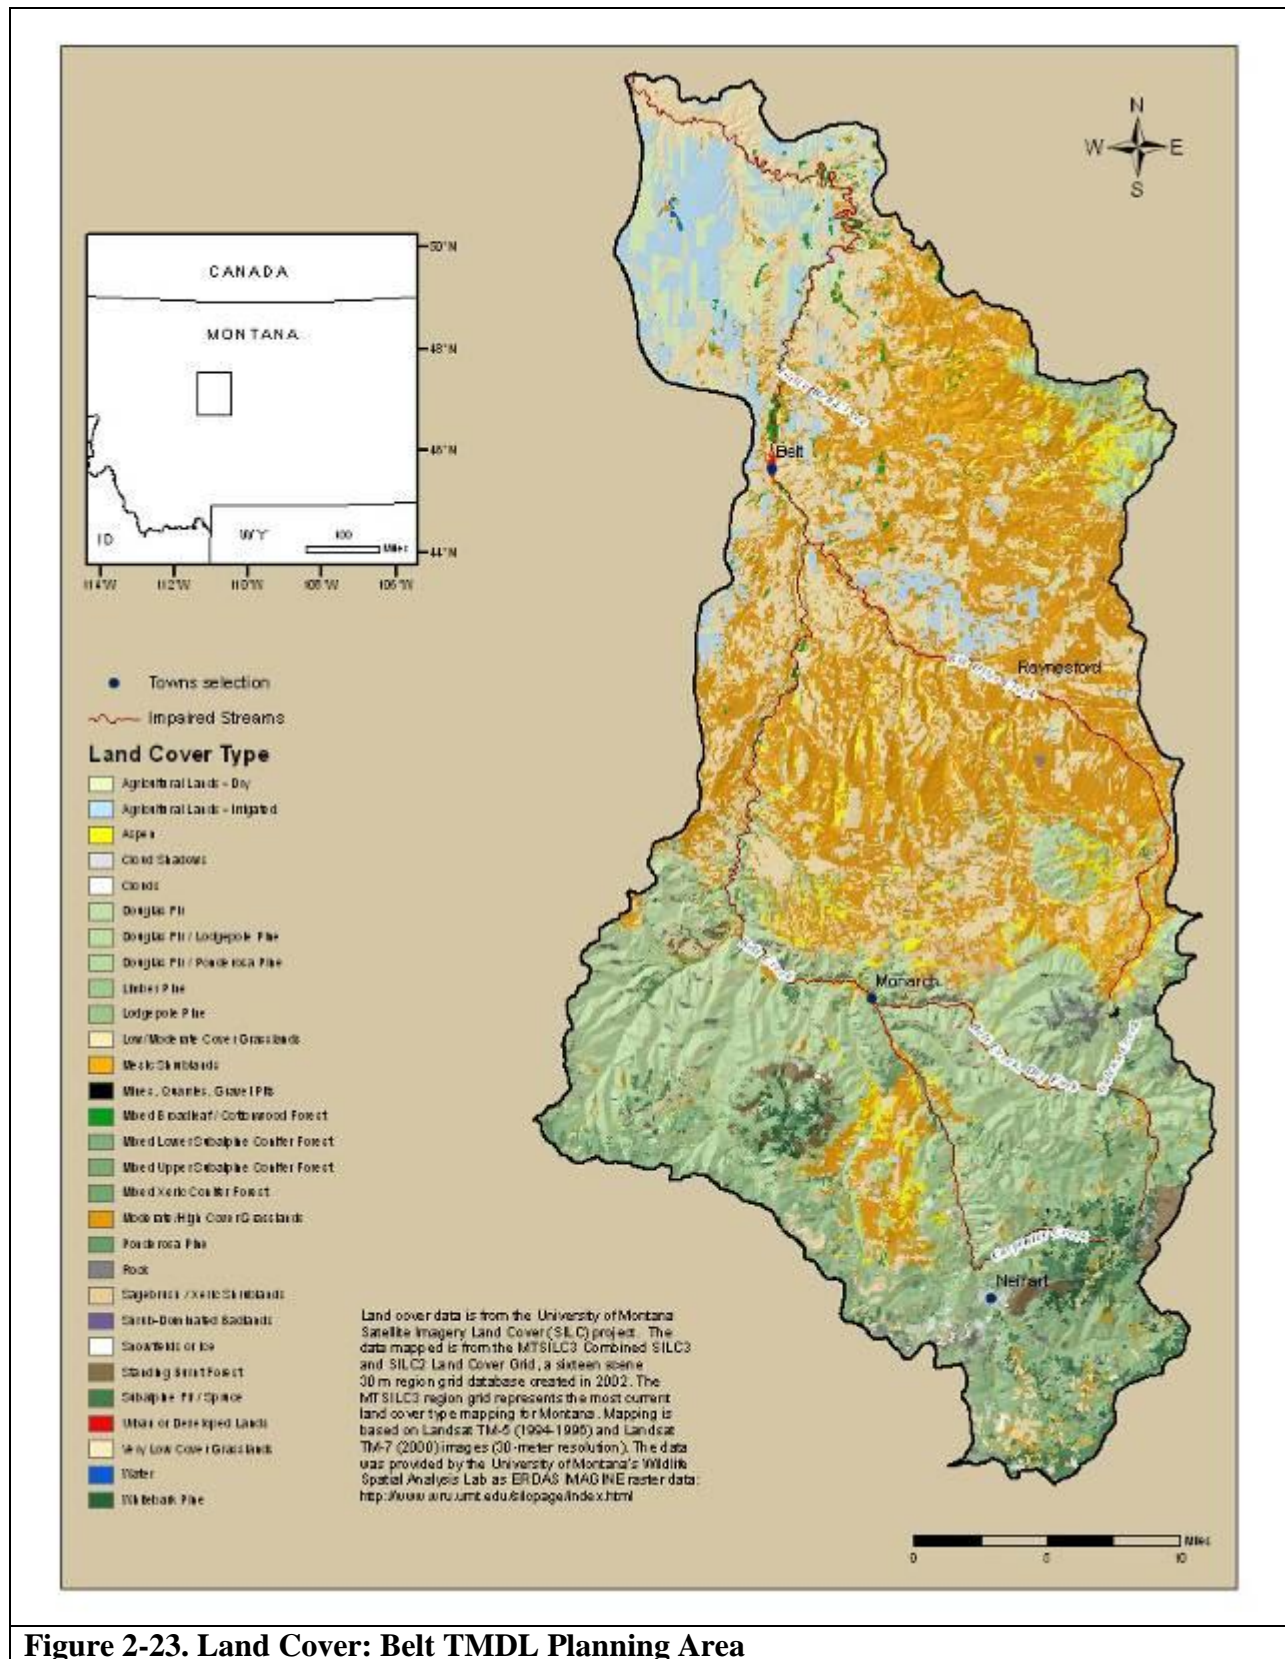 N
W E
S
50°N
CANADA
MONTANA
48°N
46°N
ID
WY
100
Miles
44°N
114°W 112°W 110°W 108°W 106°W
Belt
Raynesford
Monarch
Neihart
Carpenter Creek
Belt Creek
Towns selection
Impaired Streams
Land Cover Type
Agricultural Lands - Dry
Agricultural Lands - Irrigated
Aspen
Cloud Shadows
Clouds
Douglas Fir
Douglas Fir / Lodgepole Pine
Douglas Fir / Ponderosa Pine
Limber Pine
Lodgepole Pine
Low/Moderate Cover Grasslands
Mesic Shrublands
Mines, Quarries, Gravel Pits
Mixed Broadleaf / Cottonwood Forest
Mixed Lower Subalpine Conifer Forest
Mixed Upper Subalpine Conifer Forest
Mixed Xeric Conifer Forest
Moderate/High Cover Grasslands
Ponderosa Pine
Rock
Sagebrush / Xeric Shrublands
Shrub-Dominated Badlands
Snowfields or Ice
Standing Burnt Forest
Subalpine Fir / Spruce
Urban or Developed Lands
Very Low Cover Grasslands
Water
Whitebark Pine
Land cover data is from the University of Montana
Satellite Imagery Land Cover (SILC) project. The
data mapped is from the MTSILC3 Combined SILC3
and SILC2 Land Cover Grid, a sixteen scene
30 m region grid database created in 2002. The
MTSILC3 region grid represents the most current
land cover type mapping for Montana. Mapping is
based on Landsat TM-5 (1994-1995) and Landsat
TM-7 (2000) images (30-meter resolution). The data
was provided by the University of Montana's Wildlife
Spatial Analysis Lab as ERDAS IMAGINE raster data:
http://www.wru.umt.edu/silcpage/index.html
Miles
0 5 10
Figure 2-23. Land Cover: Belt TMDL Planning Area